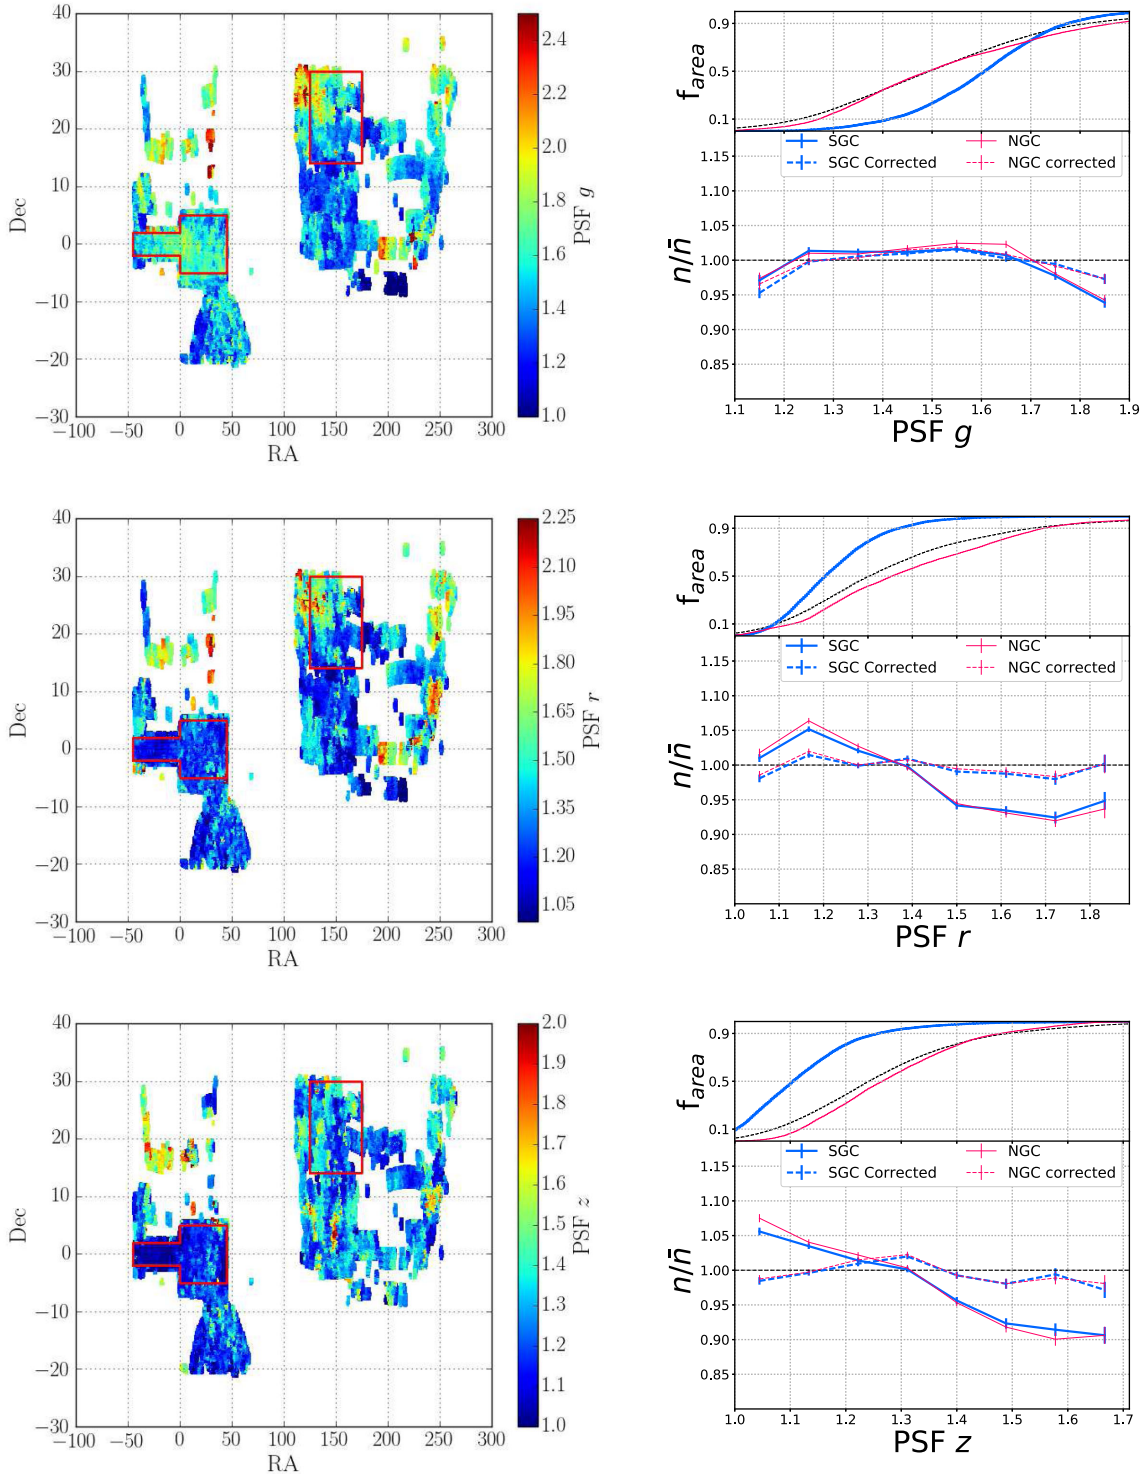 40
30
20
10
0
−10
−20
−30
Dec
−100 −50 0 50 100 150 200 250 300
RA
2.4
2.2
2.0
1.8
1.6
1.4
1.2
1.0
PSF g
0.9
0.5
0.1
f_area
SGC NGC
SGC Corrected NGC corrected
1.15
1.10
1.05
1.00
0.95
0.90
0.85
n/n̄
1.1 1.2 1.3 1.4 1.5 1.6 1.7 1.8 1.9
PSF g
40
30
20
10
0
−10
−20
−30
Dec
−100 −50 0 50 100 150 200 250 300
RA
2.25
2.10
1.95
1.80
1.65
1.50
1.35
1.20
1.05
PSF r
0.9
0.5
0.1
f_area
SGC NGC
SGC Corrected NGC corrected
1.15
1.10
1.05
1.00
0.95
0.90
0.85
n/n̄
1.0 1.1 1.2 1.3 1.4 1.5 1.6 1.7 1.8
PSF r
40
30
20
10
0
−10
−20
−30
Dec
−100 −50 0 50 100 150 200 250 300
RA
2.0
1.9
1.8
1.7
1.6
1.5
1.4
1.3
1.2
1.1
1.0
PSF z
0.9
0.5
0.1
f_area
SGC NGC
SGC Corrected NGC corrected
1.15
1.10
1.05
1.00
0.95
0.90
0.85
n/n̄
1.0 1.1 1.2 1.3 1.4 1.5 1.6 1.7
PSF z